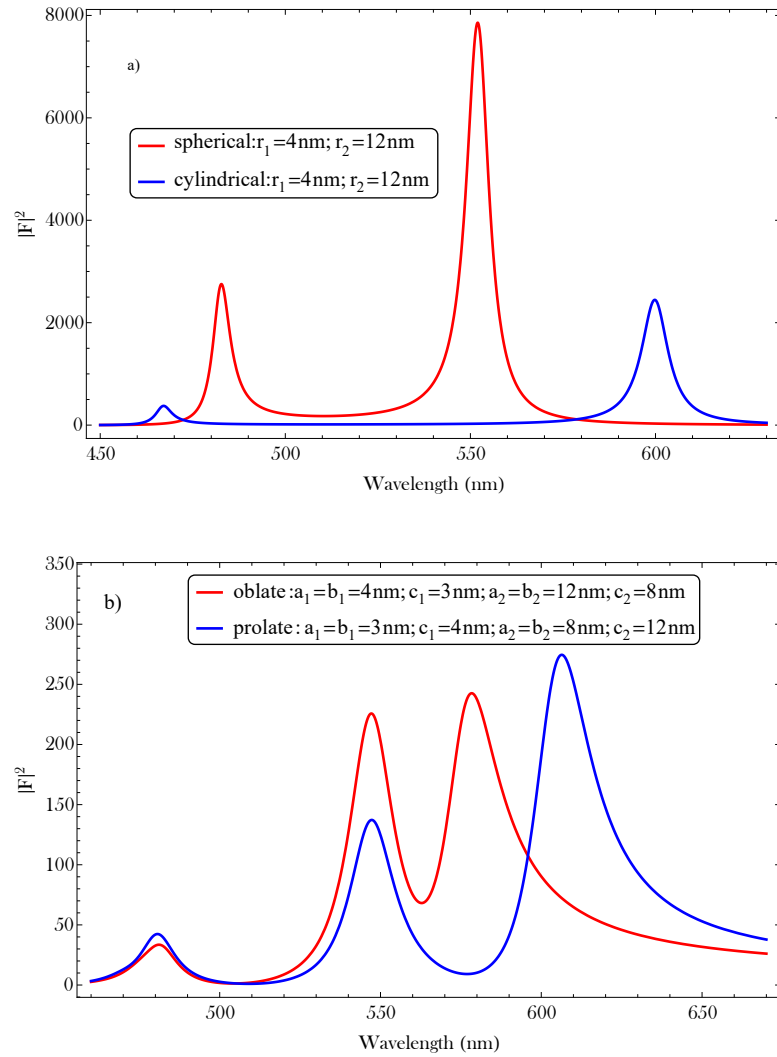 a)
spherical:r₁=4nm; r₂=12nm
cylindrical:r₁=4nm; r₂=12nm
8000
6000
4000
2000
0
|F|²
450 500 550 600
Wavelength (nm)
b)
oblate:a₁=b₁=4nm;c₁=3nm;a₂=b₂=12nm;c₂=8nm
prolate:a₁=b₁=3nm;c₁=4nm;a₂=b₂=8nm;c₂=12nm
350
300
250
200
150
100
50
0
|F|²
500 550 600 650
Wavelength (nm)